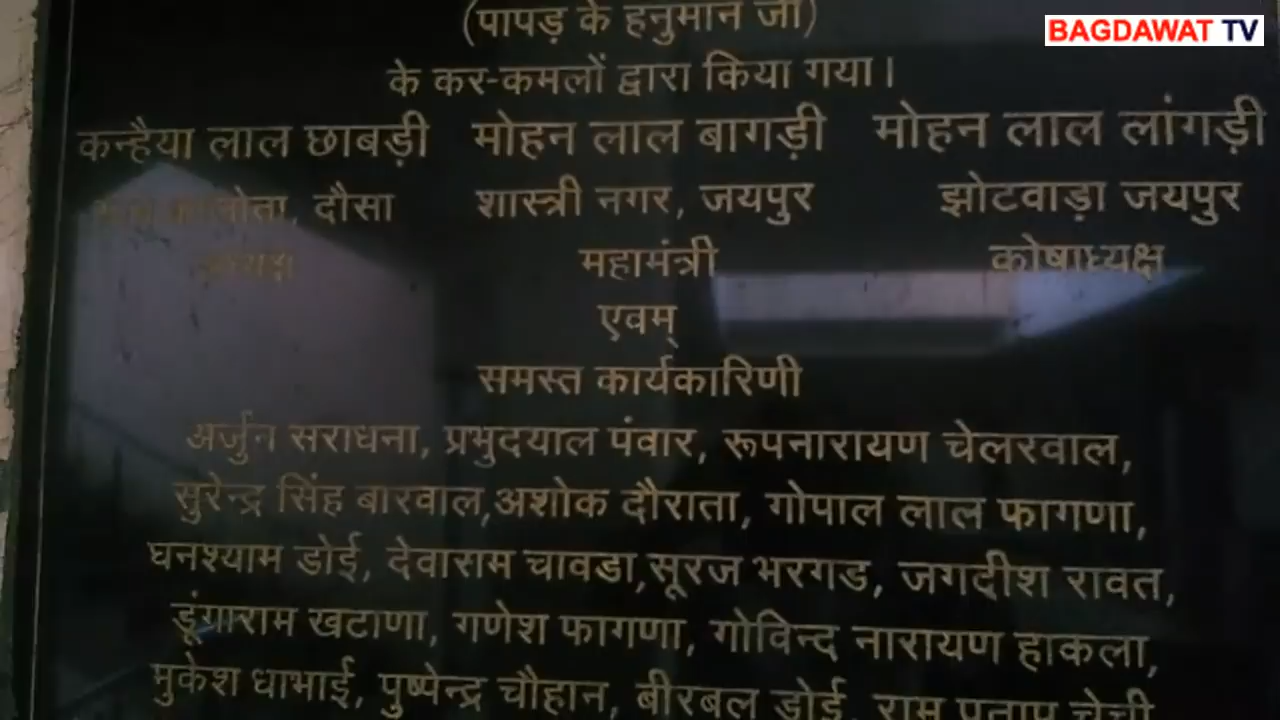 BAGDAWAT TV
(पापड़ के हनुमान जी)
के कर-कमलों द्वारा किया गया।
कन्हैया लाल छाबड़ी मोहन लाल बागड़ी मोहन लाल लांगड़ी
दौसा शास्त्री नगर, जयपुर झोटवाड़ा जयपुर
महामंत्री कोषाध्यक्ष
एवम्
समस्त कार्यकारिणी
अर्जुन सराधना, प्रभुदयाल पंवार, रूपनारायण चेलरवाल,
सुरेन्द्र सिंह बारवाल,अशोक दौराता, गोपाल लाल फागणा,
घनश्याम डोई, देवाराम चावडा,सूरज भरगड, जगदीश रावत,
डूंगाराम खटाणा, गणेश फागणा, गोविन्द नारायण हाकला,
मुकेश धाभाई, पुष्पेन्द्र चौहान, बीरबल डोई, राम प्रताप चेची